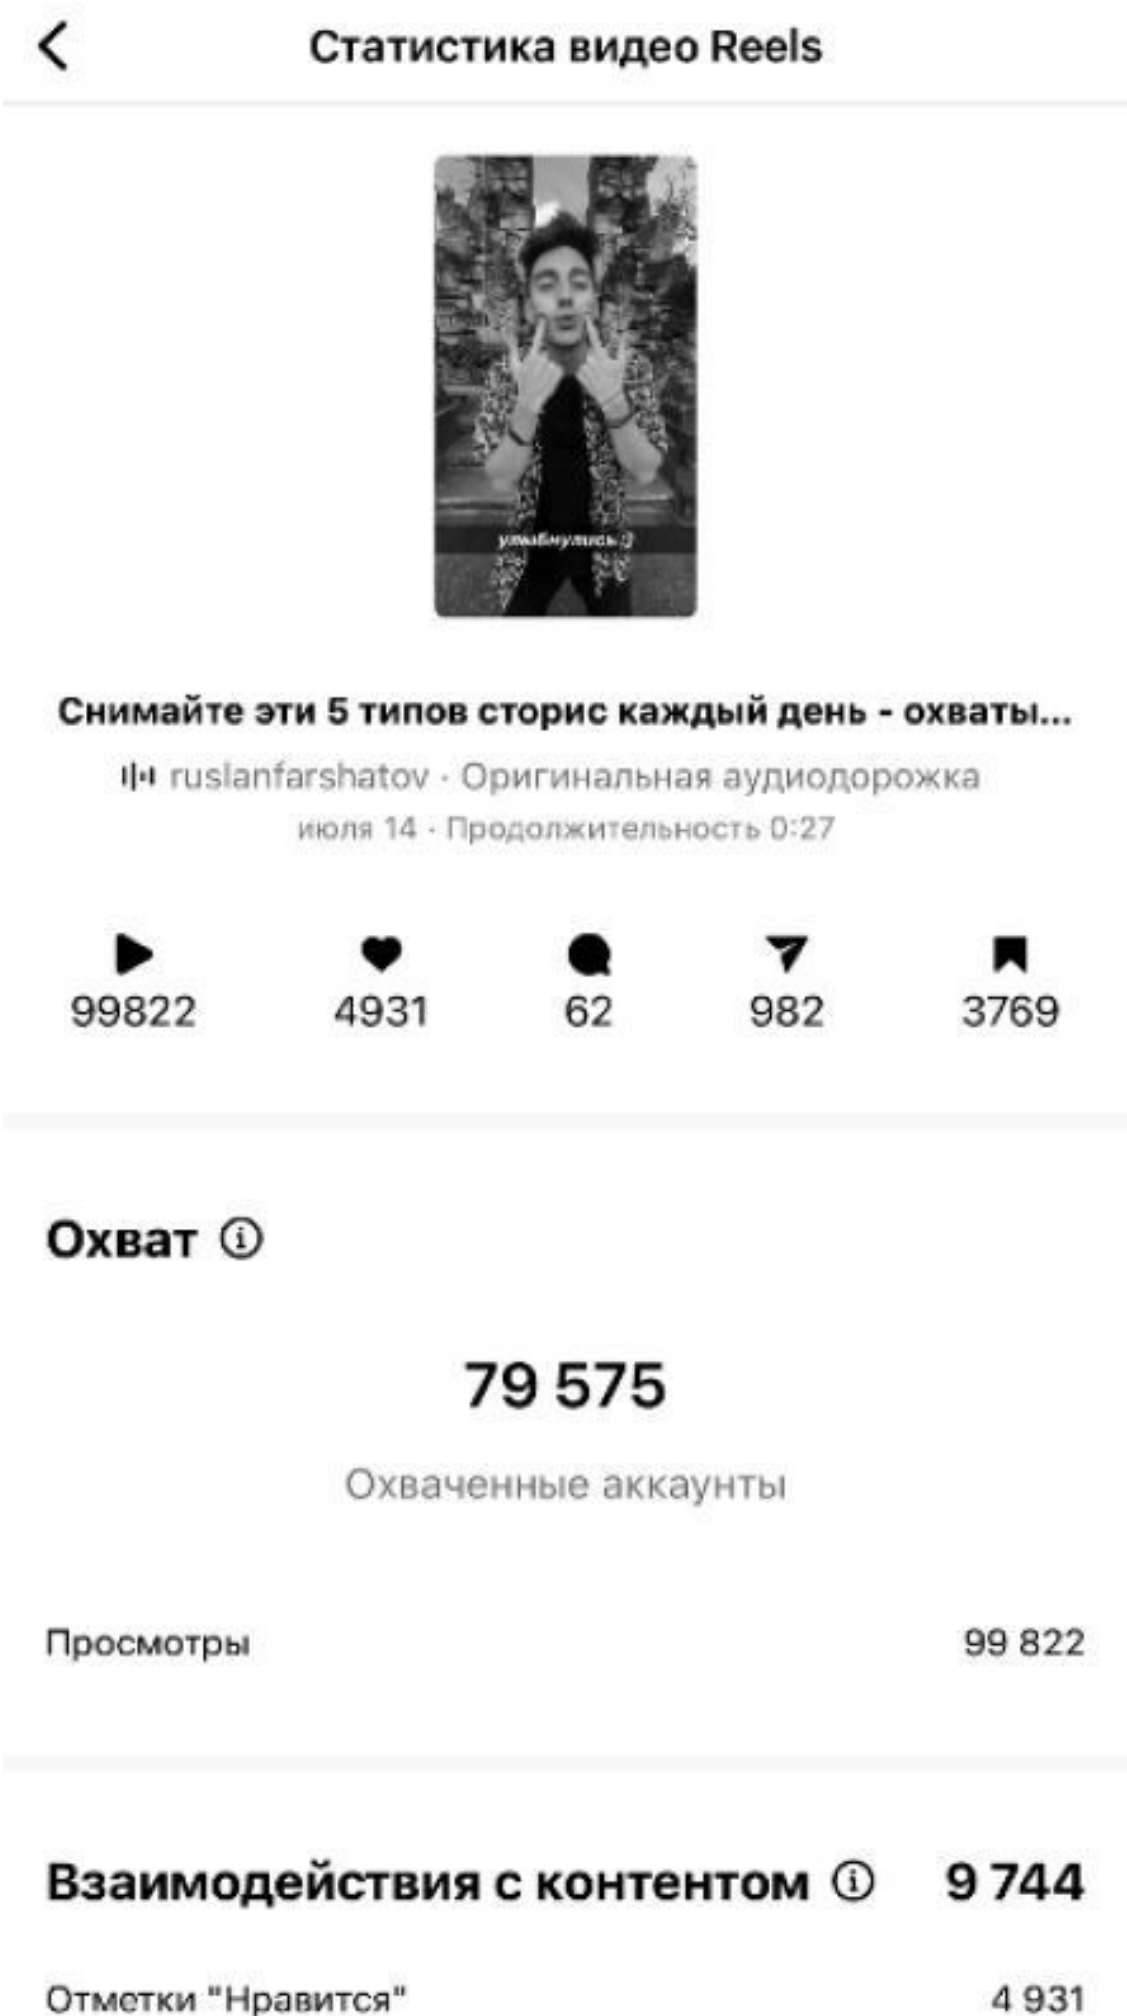 Статистика видео Reels
улыбнулись :)
Снимайте эти 5 типов сторис каждый день - охваты...
ruslanfarshatov · Оригинальная аудиодорожка
июля 14 · Продолжительность 0:27
99822 4931 62 982 3769
Охват
79 575
Охваченные аккаунты
Просмотры 99 822
Взаимодействия с контентом 9 744
Отметки "Нравится" 4 931